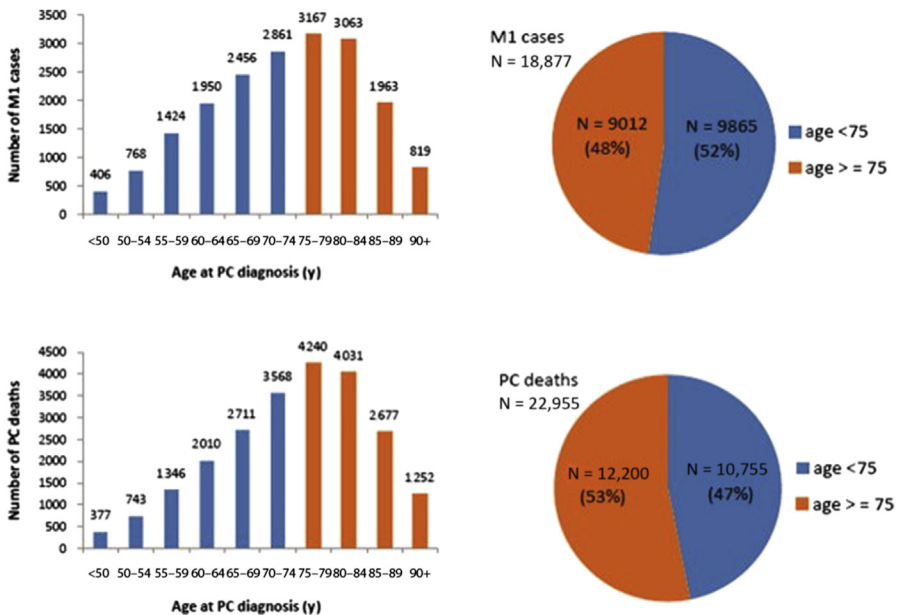 Number of M1 cases
3500
3000
2500
2000
1500
1000
500
0
406
768
1424
1950
2456
2861
3167
3063
1963
819
<50 50–54 55–59 60–64 65–69 70–74 75–79 80–84 85–89 90+
Age at PC diagnosis (y)
M1 cases
N = 18,877
N = 9012
(48%)
N = 9865
(52%)
age <75
age > = 75
Number of PC deaths
4500
4000
3500
3000
2500
2000
1500
1000
500
0
377
743
1346
2010
2711
3568
4240
4031
2677
1252
<50 50–54 55–59 60–64 65–69 70–74 75–79 80–84 85–89 90+
Age at PC diagnosis (y)
PC deaths
N = 22,955
N = 12,200
(53%)
N = 10,755
(47%)
age <75
age > = 75